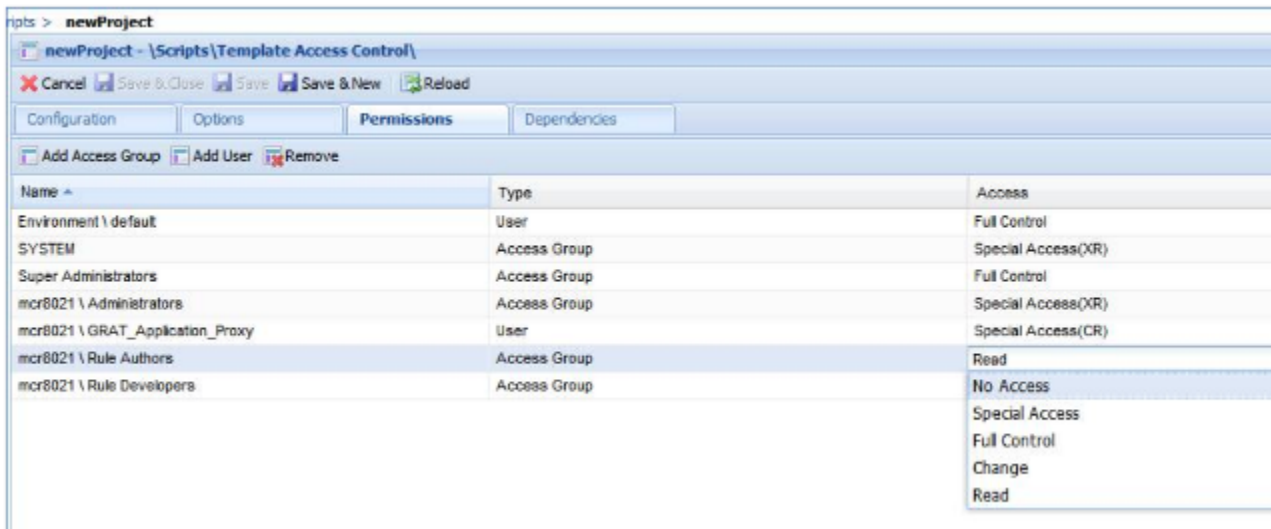 ripts > newProject
newProject - \Scripts\Template Access Control\
Cancel Save & Close Save Save & New Reload
Configuration Options Permissions Dependencies
Add Access Group Add User Remove
Name Type Access
Environment \ default User Full Control
SYSTEM Access Group Special Access(XR)
Super Administrators Access Group Full Control
mcr8021 \ Administrators Access Group Special Access(XR)
mcr8021 \ GRAT_Application_Proxy User Special Access(CR)
mcr8021 \ Rule Authors Access Group Read
mcr8021 \ Rule Developers Access Group No Access
Special Access
Full Control
Change
Read